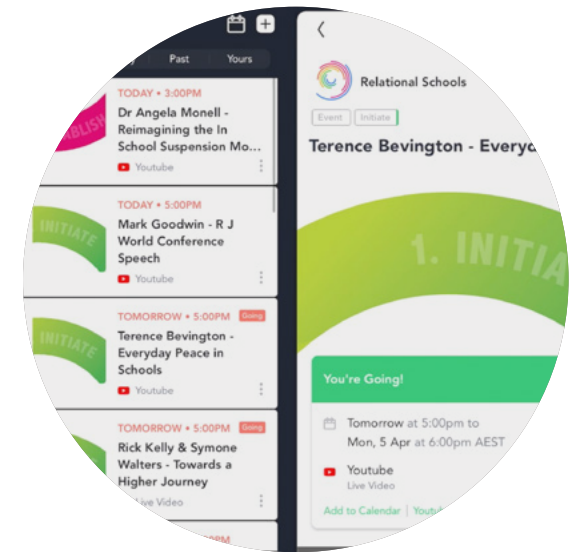 Past
Yours
TODAY • 3:00PM
Dr Angela Monell -
Reimagining the In
School Suspension Mo...
Youtube
TODAY • 5:00PM
INITIATE
Mark Goodwin - R J
World Conference
Speech
Youtube
TOMORROW • 5:00PM Going
INITIATE
Terence Bevington -
Everyday Peace in
Schools
Youtube
TOMORROW • 5:00PM Going
Rick Kelly & Symone
Walters - Towards a
Higher Journey
Live Video
Relational Schools
Event Initiate
Terence Bevington - Everyd
1. INITIA
You're Going!
Tomorrow at 5:00pm to
Mon, 5 Apr at 6:00pm AEST
Youtube
Live Video
Add to Calendar | Youtu